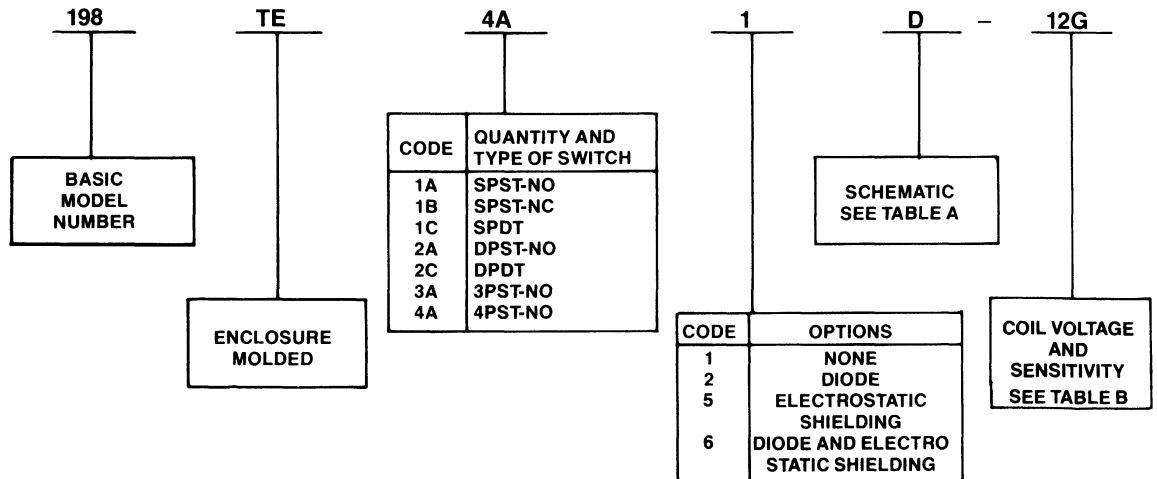 198 TE 4A 1 D – 12G
BASIC
MODEL
NUMBER
ENCLOSURE
MOLDED
CODE QUANTITY AND
TYPE OF SWITCH
1A SPST-NO
1B SPST-NC
1C SPDT
2A DPST-NO
2C DPDT
3A 3PST-NO
4A 4PST-NO
CODE OPTIONS
1 NONE
2 DIODE
5 ELECTROSTATIC
SHIELDING
6 DIODE AND ELECTRO
STATIC SHIELDING
SCHEMATIC
SEE TABLE A
COIL VOLTAGE
AND
SENSITIVITY
SEE TABLE B